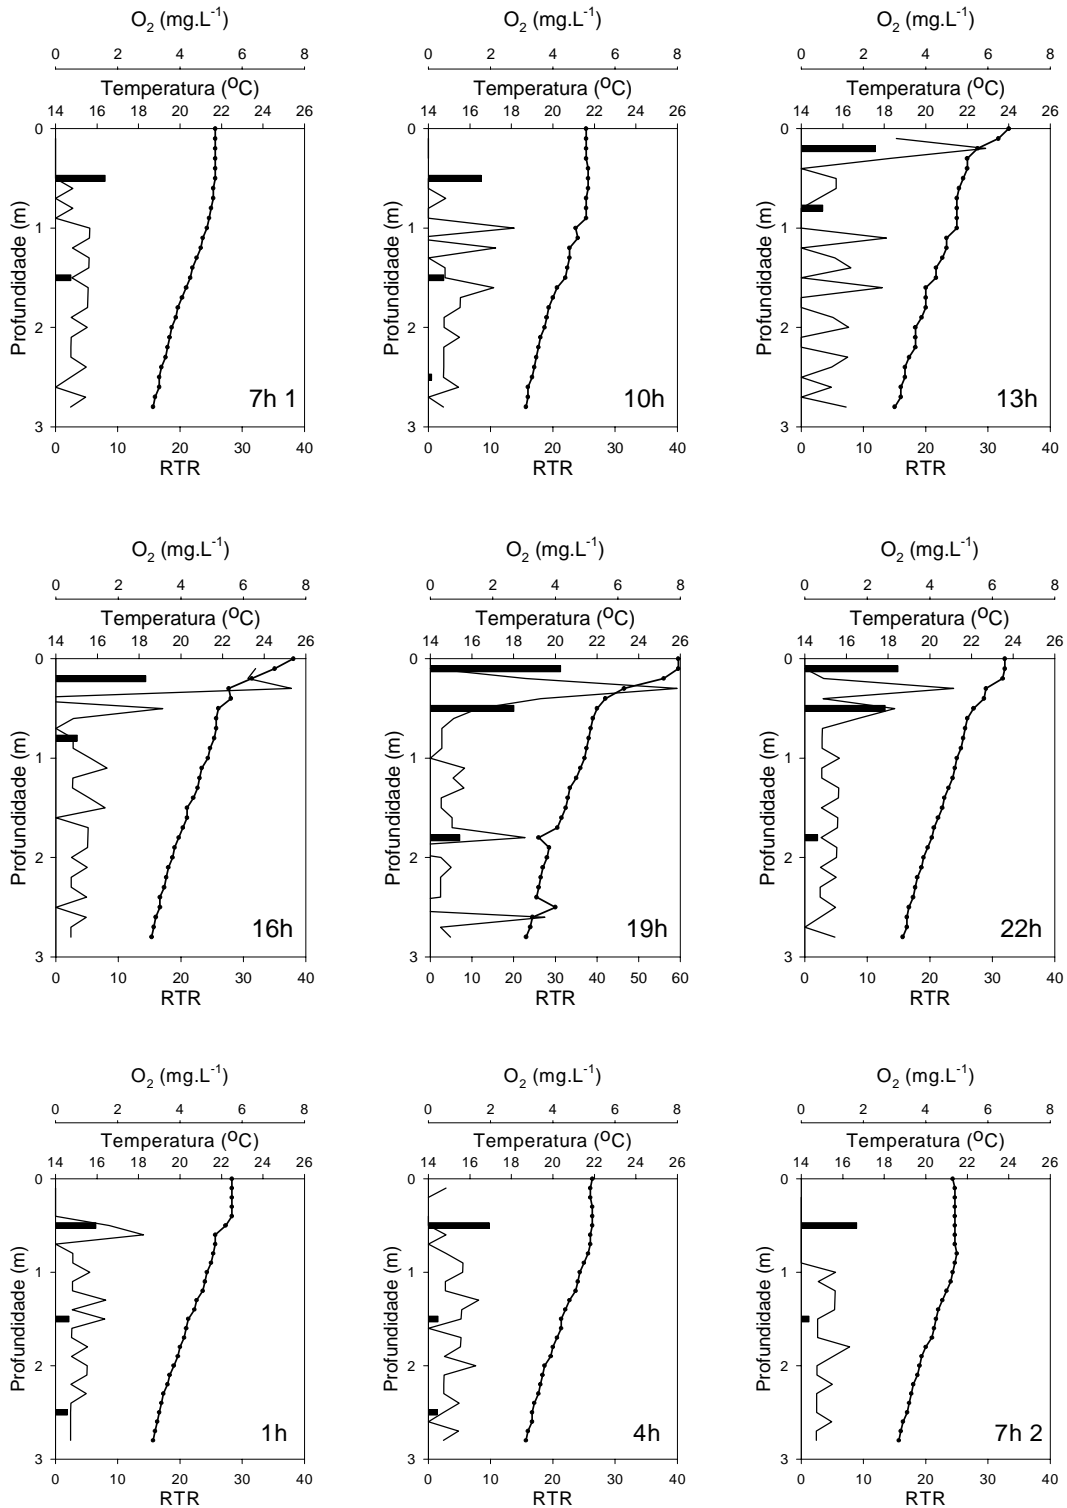 O2 (mg.L-1)
0 2 4 6 8
Temperatura (oC)
14 16 18 20 22 24 26
0
1
2
3
Profundidade (m)
7h 1
0 10 20 30 40
RTR
O2 (mg.L-1)
0 2 4 6 8
Temperatura (oC)
14 16 18 20 22 24 26
0
1
2
3
Profundidade (m)
10h
0 10 20 30 40
RTR
O2 (mg.L-1)
0 2 4 6 8
Temperatura (oC)
14 16 18 20 22 24 26
0
1
2
3
Profundidade (m)
13h
0 10 20 30 40
RTR
O2 (mg.L-1)
0 2 4 6 8
Temperatura (oC)
14 16 18 20 22 24 26
0
1
2
3
Profundidade (m)
16h
0 10 20 30 40
RTR
O2 (mg.L-1)
0 2 4 6 8
Temperatura (oC)
14 16 18 20 22 24 26
0
1
2
3
Profundidade (m)
19h
0 10 20 30 40 50 60
RTR
O2 (mg.L-1)
0 2 4 6 8
Temperatura (oC)
14 16 18 20 22 24 26
0
1
2
3
Profundidade (m)
22h
0 10 20 30 40
RTR
O2 (mg.L-1)
0 2 4 6 8
Temperatura (oC)
14 16 18 20 22 24 26
0
1
2
3
Profundidade (m)
1h
0 10 20 30 40
RTR
O2 (mg.L-1)
0 2 4 6 8
Temperatura (oC)
14 16 18 20 22 24 26
0
1
2
3
Profundidade (m)
4h
0 10 20 30 40
RTR
O2 (mg.L-1)
0 2 4 6 8
Temperatura (oC)
14 16 18 20 22 24 26
0
1
2
3
Profundidade (m)
7h 2
0 10 20 30 40
RTR